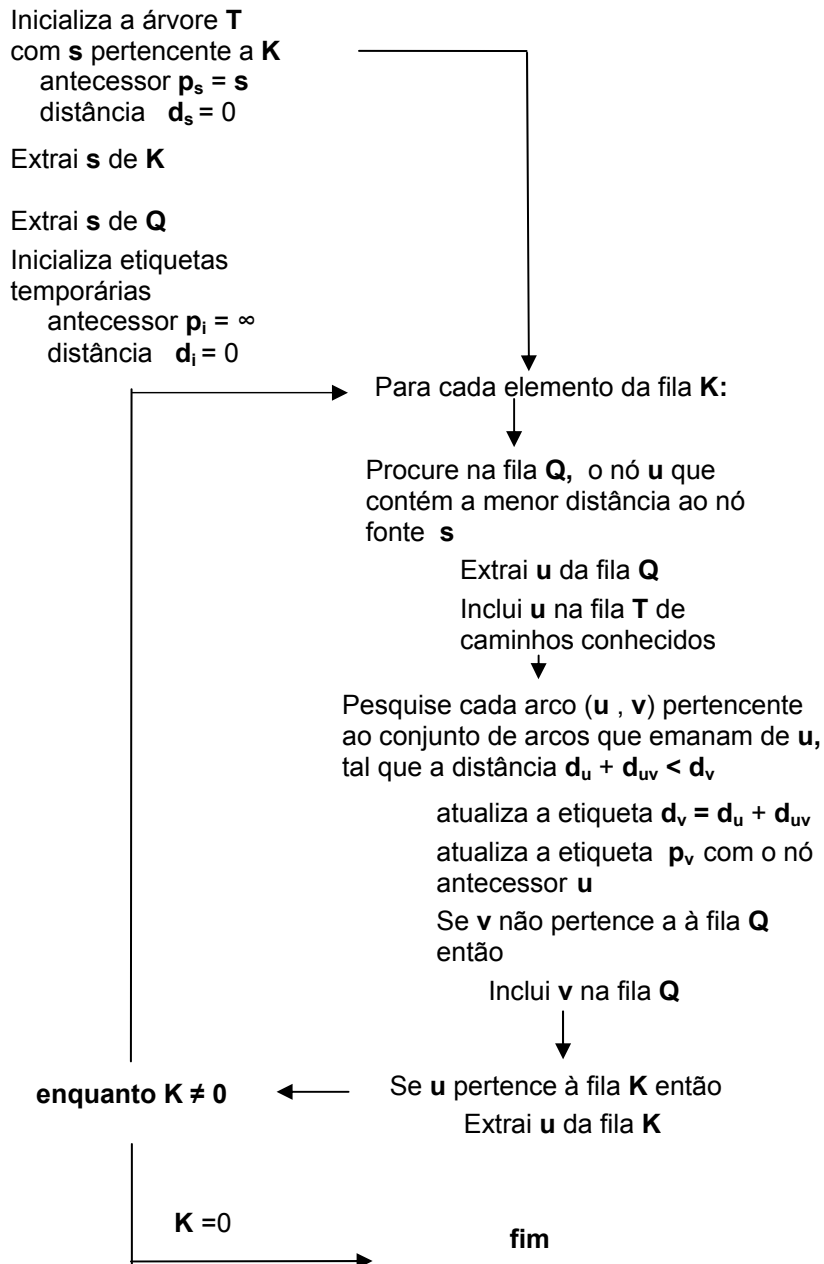 Inicializa a árvore T
com s pertencente a K
antecessor pₛ = s
distância dₛ = 0
Extrai s de K
Extrai s de Q
Inicializa etiquetas
temporárias
antecessor pᵢ = ∞
distância dᵢ = 0
Para cada elemento da fila K:
Procure na fila Q, o nó u que
contém a menor distância ao nó
fonte s
Extrai u da fila Q
Inclui u na fila T de
caminhos conhecidos
Pesquise cada arco (u , v) pertencente
ao conjunto de arcos que emanam de u,
tal que a distância dᵤ + dᵤᵥ < dᵥ
atualiza a etiqueta dᵥ = dᵤ + dᵤᵥ
atualiza a etiqueta pᵥ com o nó
antecessor u
Se v não pertence a à fila Q
então
Inclui v na fila Q
Se u pertence à fila K então
Extrai u da fila K
enquanto K ≠ 0
K =0
fim